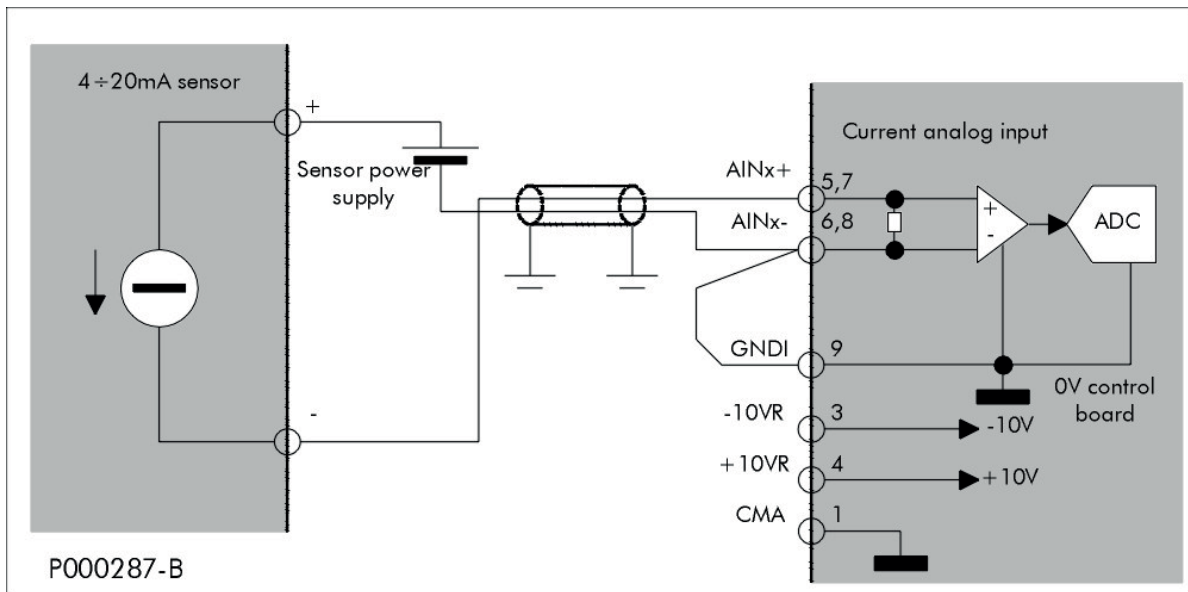 4÷20mA sensor
+
Sensor power
supply
-
Current analog input
AINx+
5,7
AINx-
6,8
+
-
ADC
GNDI
9
0V control
board
-10VR
3
-10V
+10VR
4
+10V
CMA
1
P000287-B